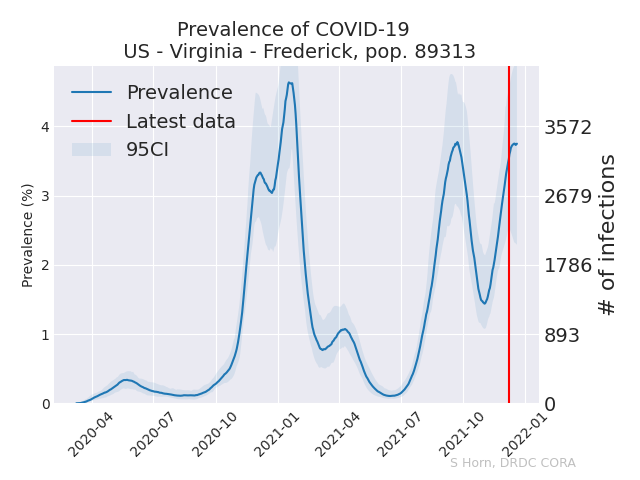 Prevalence of COVID-19
US - Virginia - Frederick, pop. 89313
Prevalence
Latest data
95CI
Prevalence (%)
4
3
2
1
0
3572
2679
1786
893
0
# of infections
2020-04
2020-07
2020-10
2021-01
2021-04
2021-07
2021-10
2022-01
S Horn, DRDC CORA